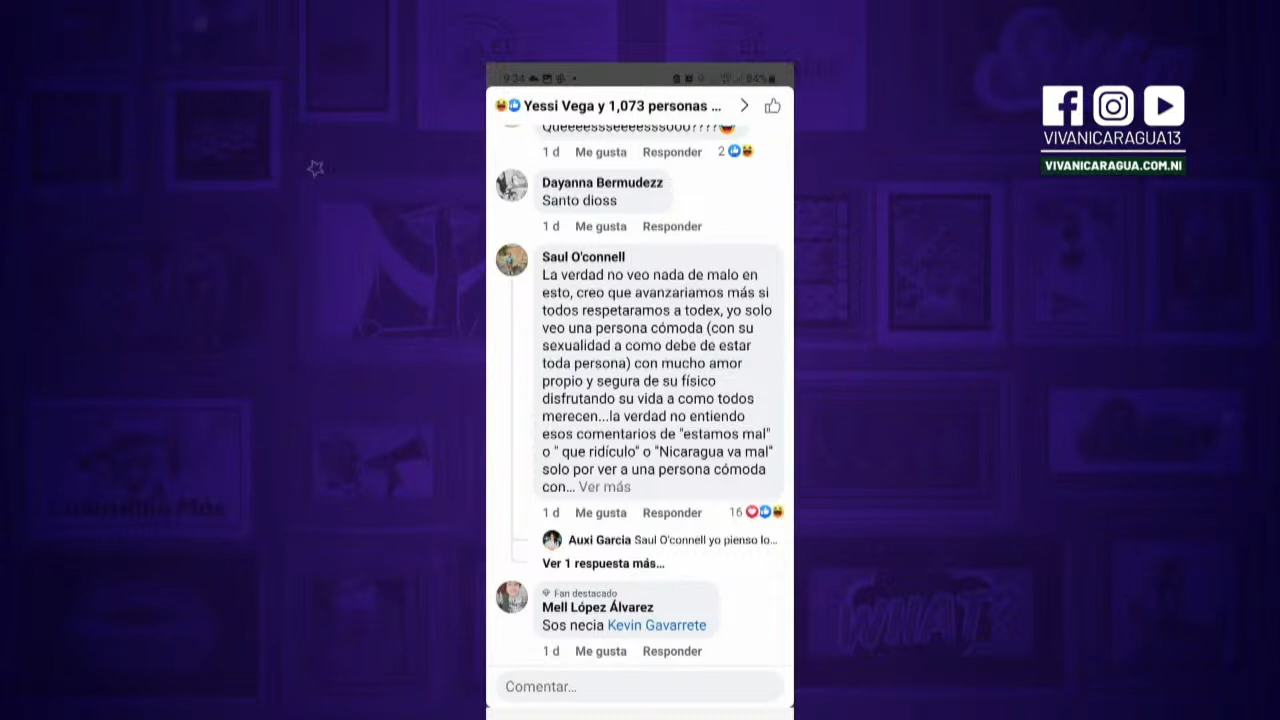 9:34
84%
Yessi Vega y 1,073 personas ...
Queeeessseeeesssooo????
1 d Me gusta Responder 2
Dayanna Bermudezz
Santo dioss
1 d Me gusta Responder
Saul O'connell
La verdad no veo nada de malo en
esto, creo que avanzariamos más si
todos respetaramos a todex, yo solo
veo una persona cómoda (con su
sexualidad a como debe de estar
toda persona) con mucho amor
propio y segura de su físico
disfrutando su vida a como todos
merecen...la verdad no entiendo
esos comentarios de "estamos mal"
o " que ridículo" o "Nicaragua va mal"
solo por ver a una persona cómoda
con... Ver más
1 d Me gusta Responder 16
Auxi Garcia Saul O'connell yo pienso lo...
Ver 1 respuesta más...
Fan destacado
Mell López Álvarez
Sos necia Kevin Gavarrete
1 d Me gusta Responder
Comentar...
VIVANICARAGUA13
VIVANICARAGUA.COM.NI
WHAT